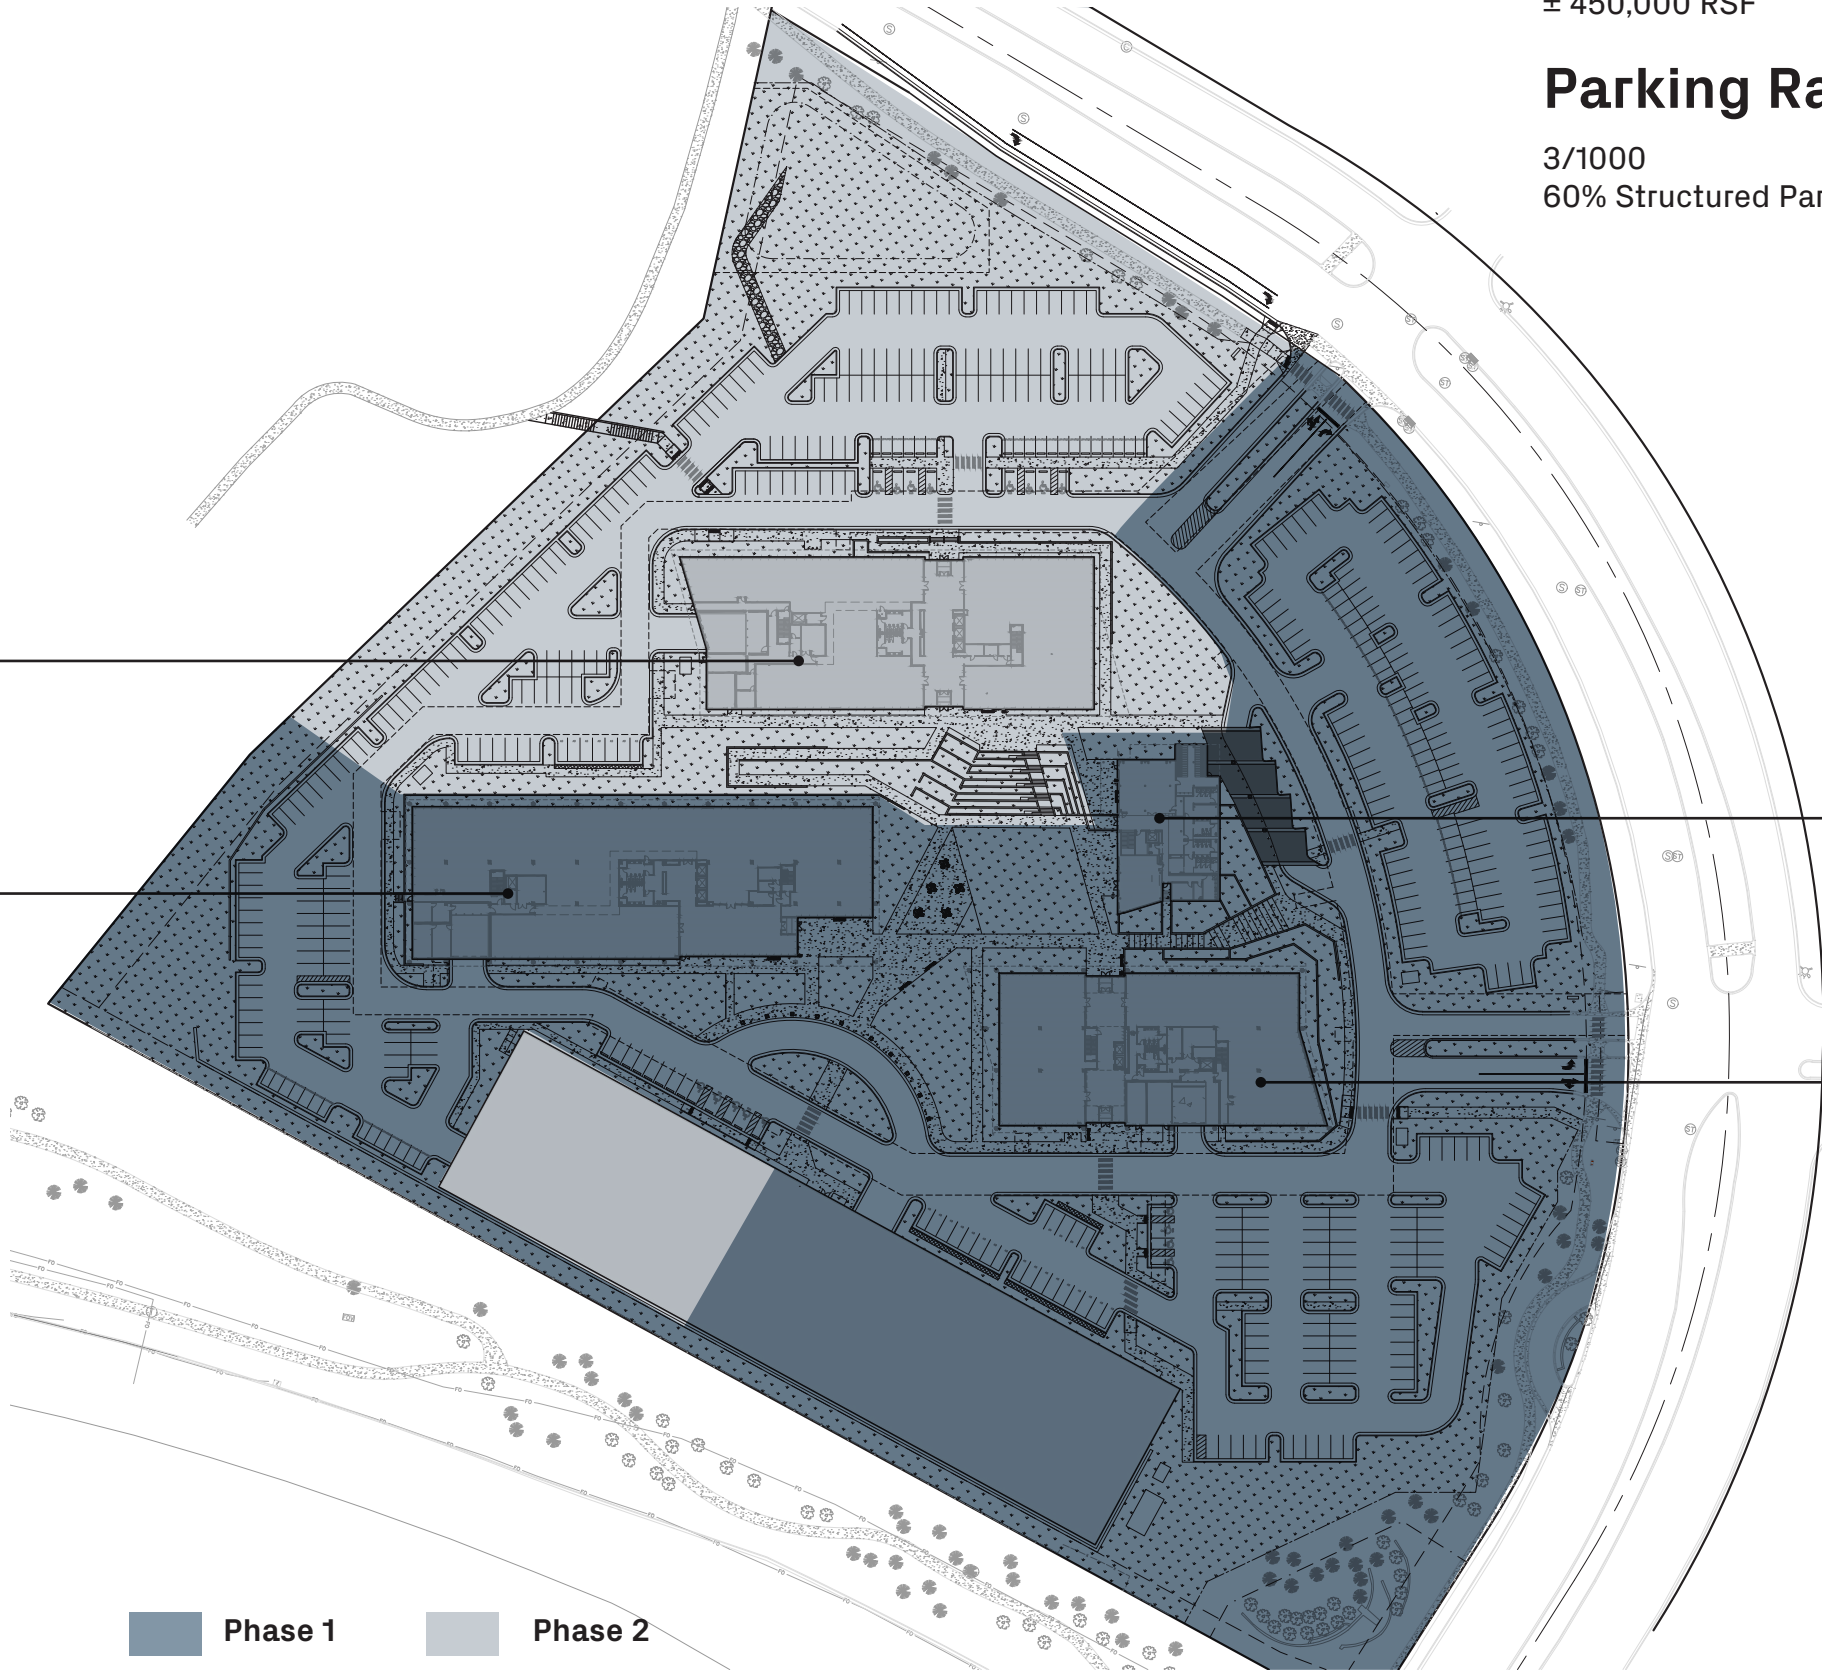 ± 450,000 RSF
Parking Ra
3/1000
60% Structured Par
Phase 1
Phase 2